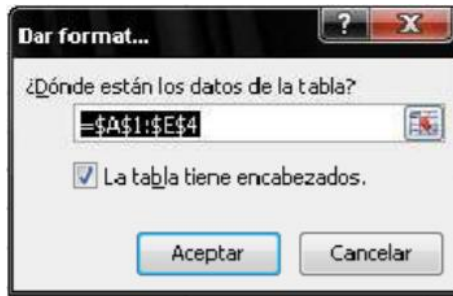 Dar format...
¿Dónde están los datos de la tabla?
=$A$1:$E$4
La tabla tiene encabezados.
Aceptar Cancelar